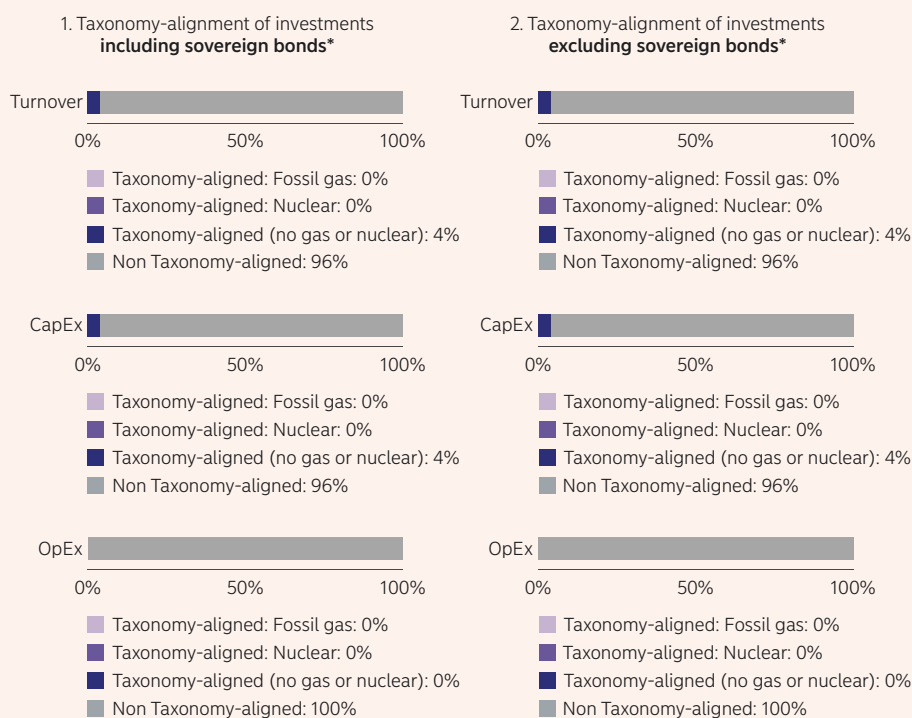 1. Taxonomy-alignment of investments
including sovereign bonds*
Turnover
0% 50% 100%
Taxonomy-aligned: Fossil gas: 0%
Taxonomy-aligned: Nuclear: 0%
Taxonomy-aligned (no gas or nuclear): 4%
Non Taxonomy-aligned: 96%
CapEx
0% 50% 100%
Taxonomy-aligned: Fossil gas: 0%
Taxonomy-aligned: Nuclear: 0%
Taxonomy-aligned (no gas or nuclear): 4%
Non Taxonomy-aligned: 96%
OpEx
0% 50% 100%
Taxonomy-aligned: Fossil gas: 0%
Taxonomy-aligned: Nuclear: 0%
Taxonomy-aligned (no gas or nuclear): 0%
Non Taxonomy-aligned: 100%
2. Taxonomy-alignment of investments
excluding sovereign bonds*
Turnover
0% 50% 100%
Taxonomy-aligned: Fossil gas: 0%
Taxonomy-aligned: Nuclear: 0%
Taxonomy-aligned (no gas or nuclear): 4%
Non Taxonomy-aligned: 96%
CapEx
0% 50% 100%
Taxonomy-aligned: Fossil gas: 0%
Taxonomy-aligned: Nuclear: 0%
Taxonomy-aligned (no gas or nuclear): 4%
Non Taxonomy-aligned: 96%
OpEx
0% 50% 100%
Taxonomy-aligned: Fossil gas: 0%
Taxonomy-aligned: Nuclear: 0%
Taxonomy-aligned (no gas or nuclear): 0%
Non Taxonomy-aligned: 100%